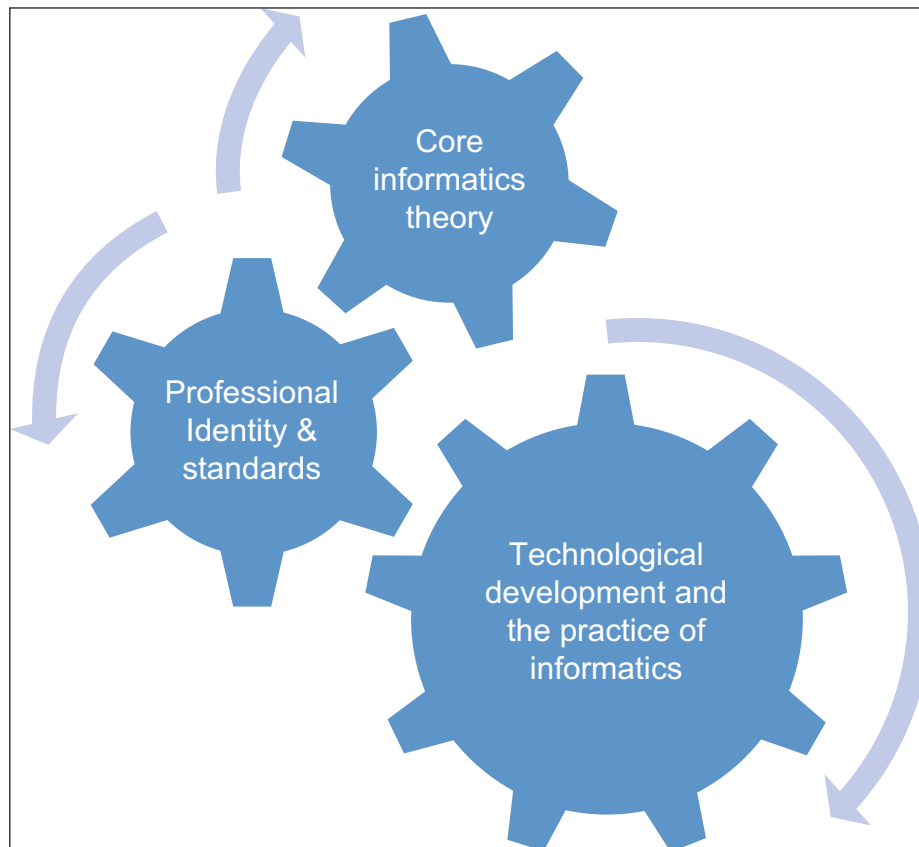 Core
informatics
theory
Professional
Identity &
standards
Technological
development and
the practice of
informatics